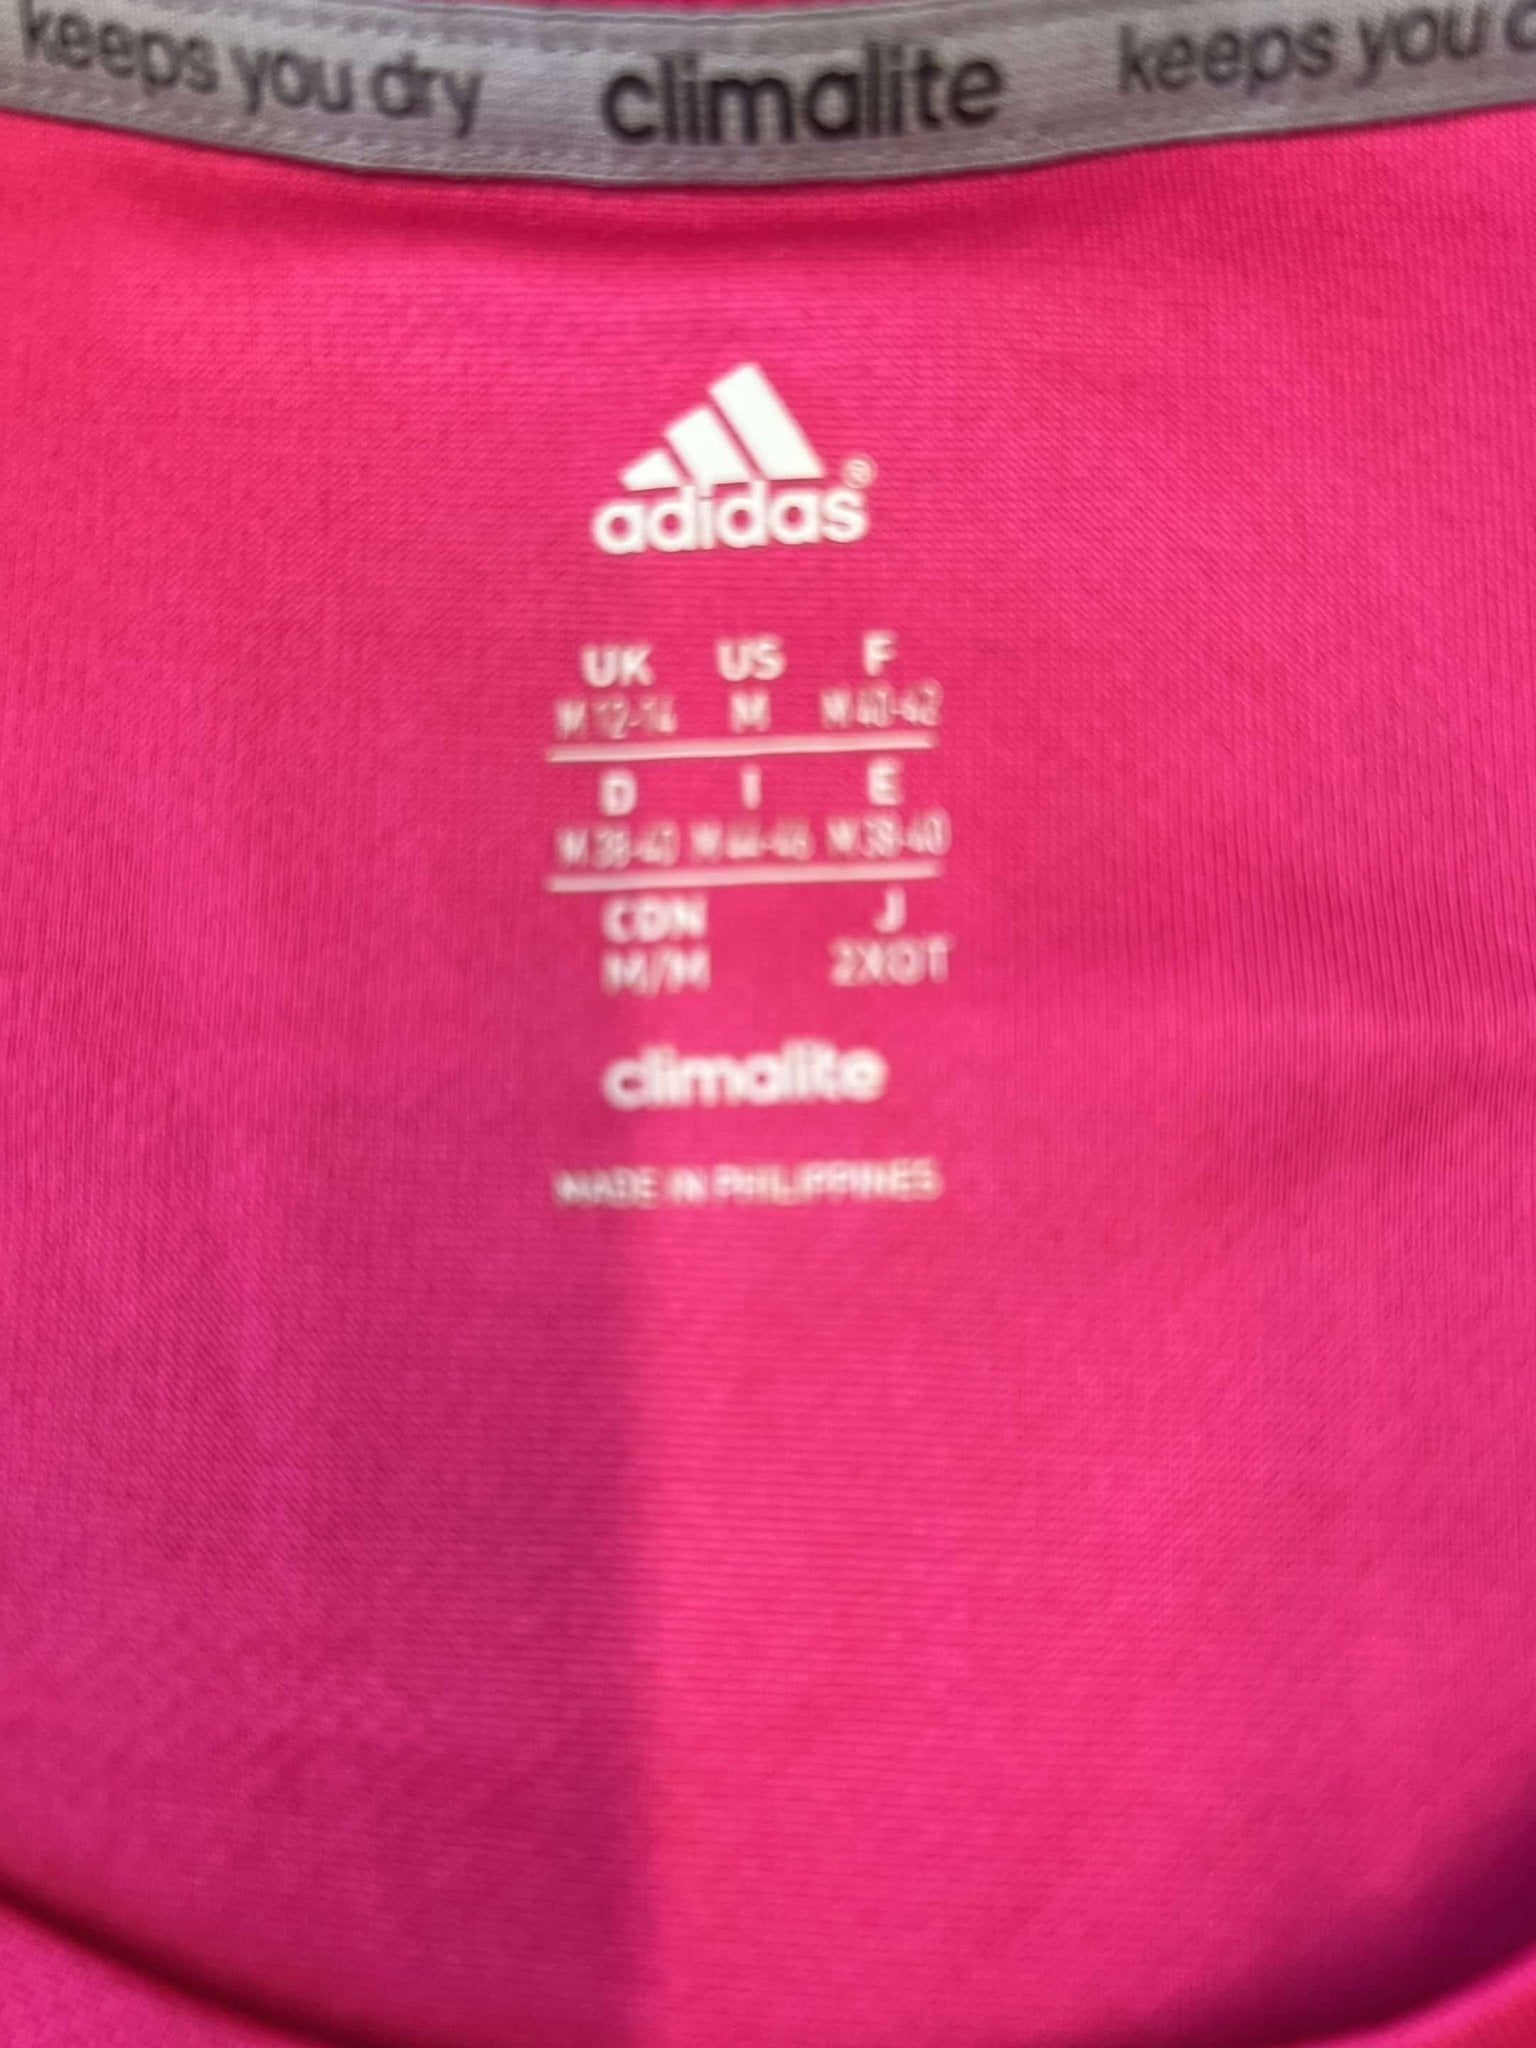 keeps you dry climalite keeps you d
adidas®
UK US F
M 12-14 M M 40-42
D I E
M 38-40 M 44-46 M 38-40
CDN J
M/M 2XOT
climalite
MADE IN PHILIPPINES